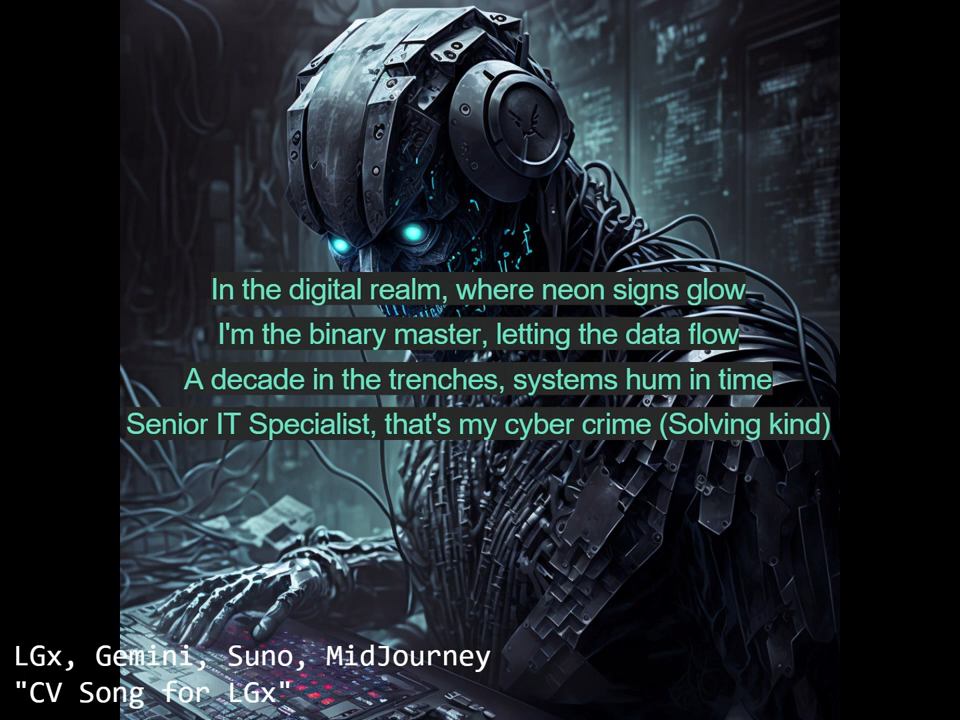 In the digital realm, where neon signs glow
I'm the binary master, letting the data flow
A decade in the trenches, systems hum in time
Senior IT Specialist, that's my cyber crime (Solving kind)
LGx, Gemini, Suno, MidJourney
"CV Song for LGx"